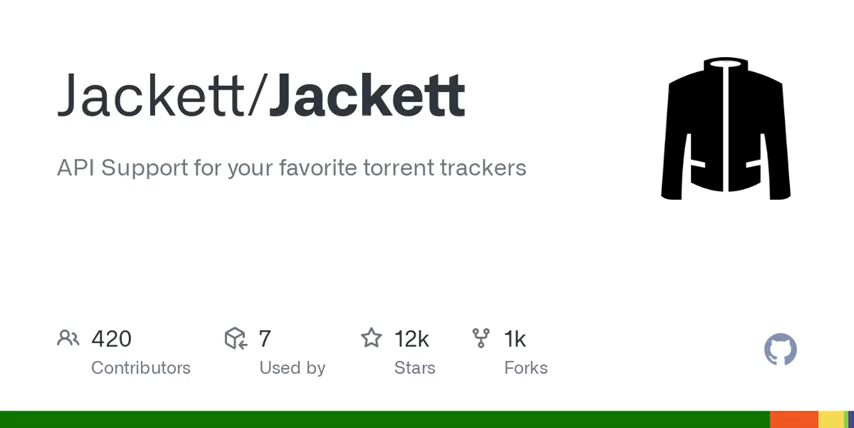 Jackett/Jackett
API Support for your favorite torrent trackers
420 7 12k 1k
Contributors Used by Stars Forks